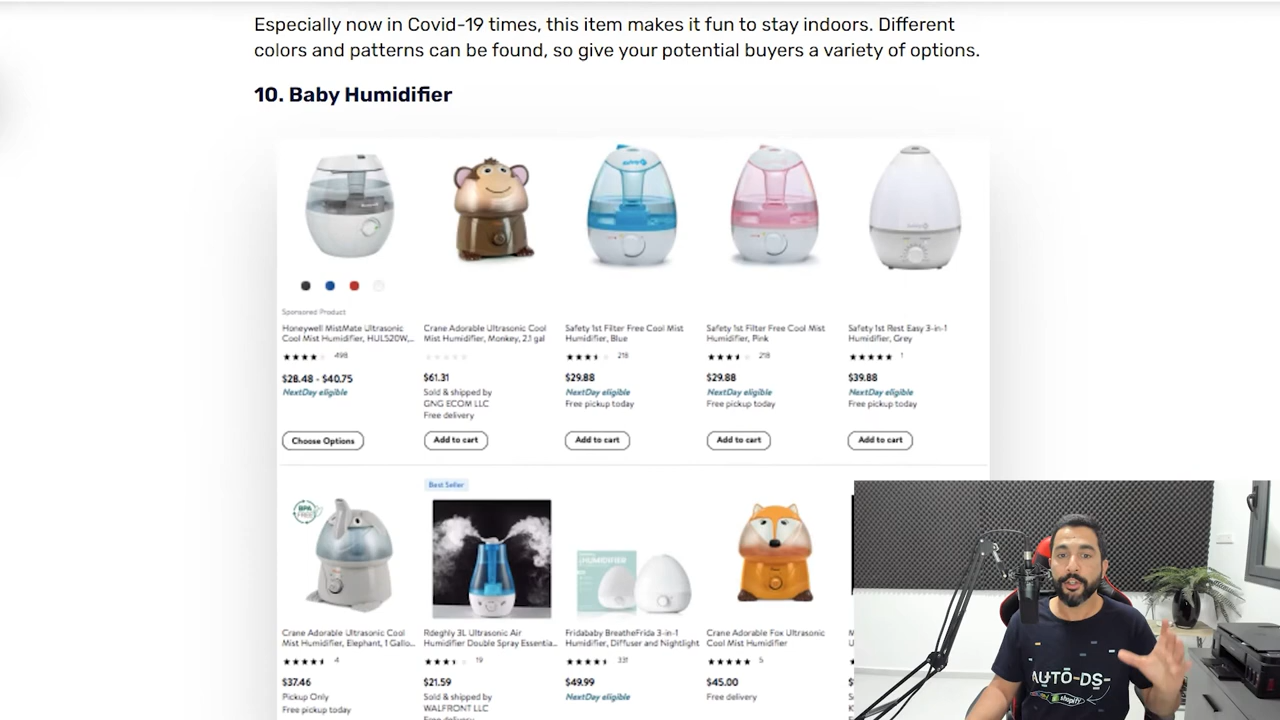 Especially now in Covid-19 times, this item makes it fun to stay indoors. Different
colors and patterns can be found, so give your potential buyers a variety of options.
10. Baby Humidifier
Sponsored Product
Honeywell MistMate Ultrasonic
Cool Mist Humidifier, HUL520W,...
498
$28.48 - $40.75
NextDay eligible
Choose Options
Crane Adorable Ultrasonic Cool
Mist Humidifier, Monkey, 2.1 gal
$61.31
Sold & shipped by
GNG ECOM LLC
Free delivery
Add to cart
Safety 1st Filter Free Cool Mist
Humidifier, Blue
218
$29.88
NextDay eligible
Free pickup today
Add to cart
Safety 1st Filter Free Cool Mist
Humidifier, Pink
218
$29.88
NextDay eligible
Free pickup today
Add to cart
Safety 1st Rest Easy 3-in-1
Humidifier, Grey
1
$39.88
NextDay eligible
Free pickup today
Add to cart
BPA
FREE
Crane Adorable Ultrasonic Cool
Mist Humidifier, Elephant, 1 Gallo...
4
$37.46
Pickup Only
Free pickup today
Best Seller
Rdeghly 3L Ultrasonic Air
Humidifier Double Spray Essentia...
19
$21.59
Sold & shipped by
WALFRONT LLC
Free delivery
HUMIDIFIER
Fridababy BreatheFrida 3-in-1
Humidifier, Diffuser and Nightlight
331
$49.99
NextDay eligible
Crane Adorable Fox Ultrasonic
Cool Mist Humidifier
5
$45.00
Free delivery
AUTO-DS-
shopify